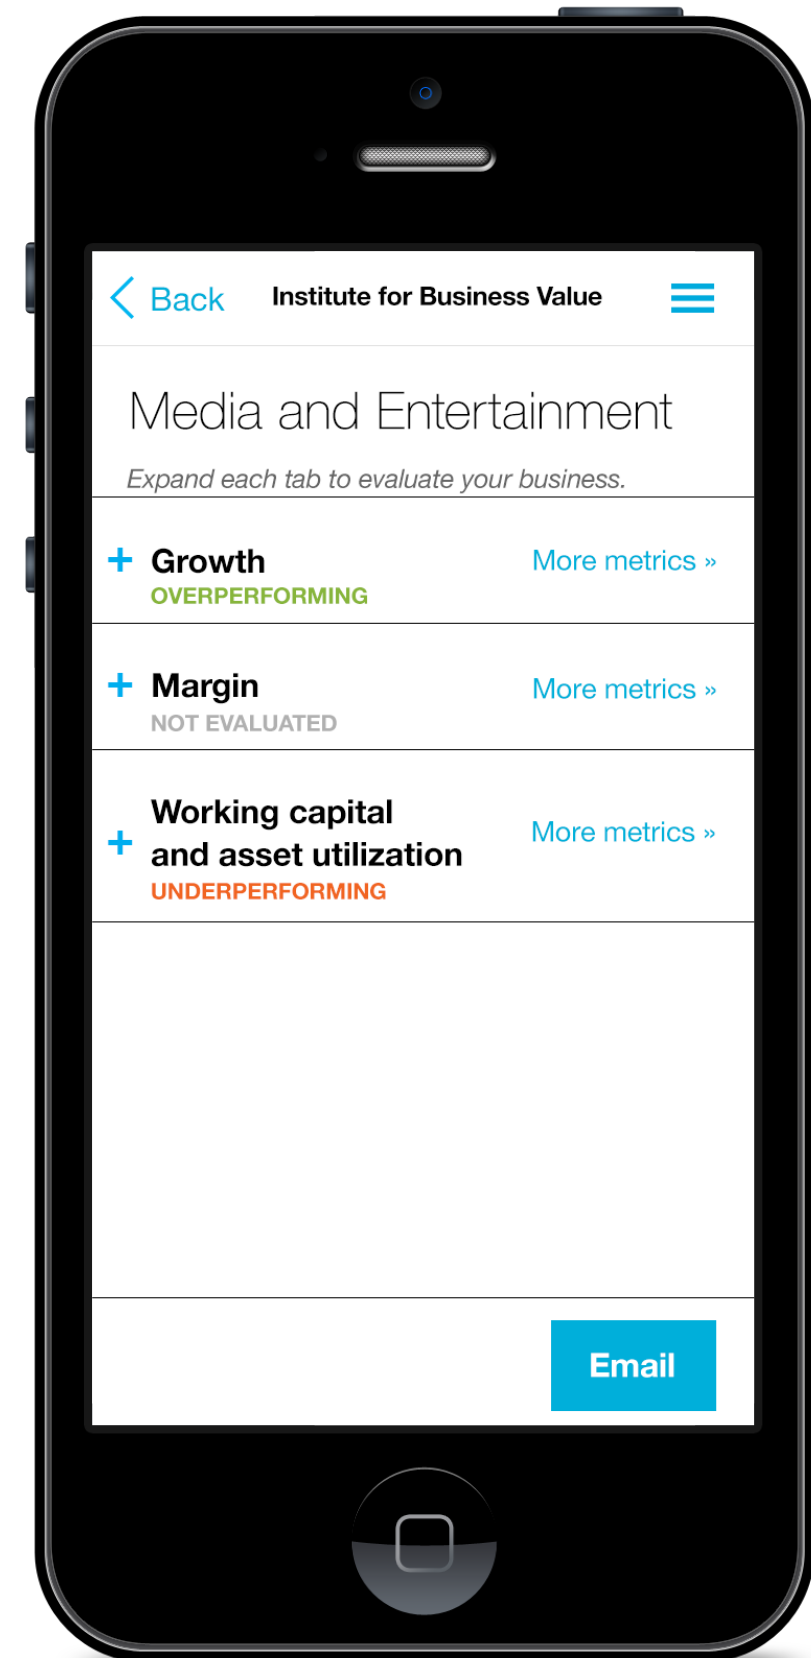 Back
Institute for Business Value
Media and Entertainment
Expand each tab to evaluate your business.
Growth
More metrics »
OVERPERFORMING
Margin
More metrics »
NOT EVALUATED
Working capital
and asset utilization
More metrics »
UNDERPERFORMING
Email